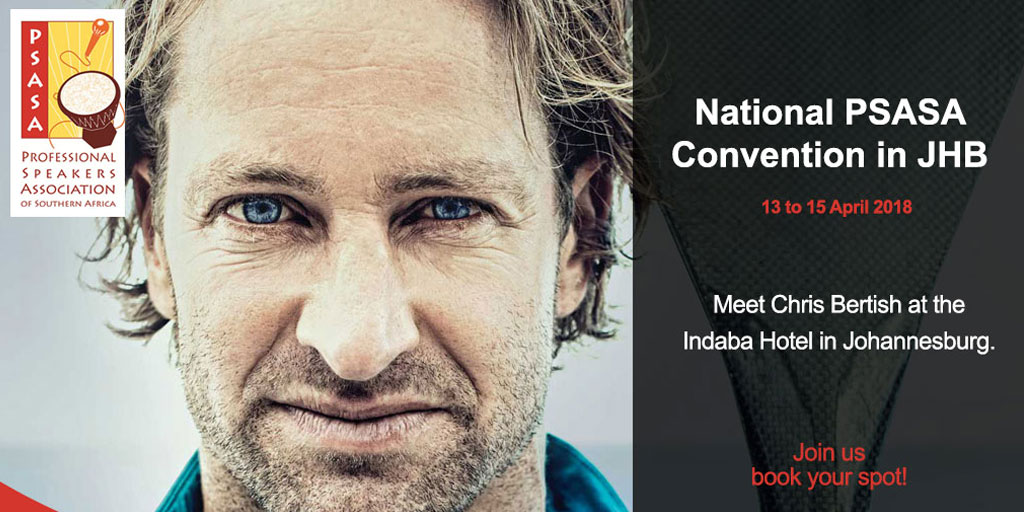 PSASA
PROFESSIONAL
SPEAKERS
ASSOCIATION
OF SOUTHERN AFRICA
National PSASA
Convention in JHB
13 to 15 April 2018
Meet Chris Bertish at the
Indaba Hotel in Johannesburg.
Join us
book your spot!